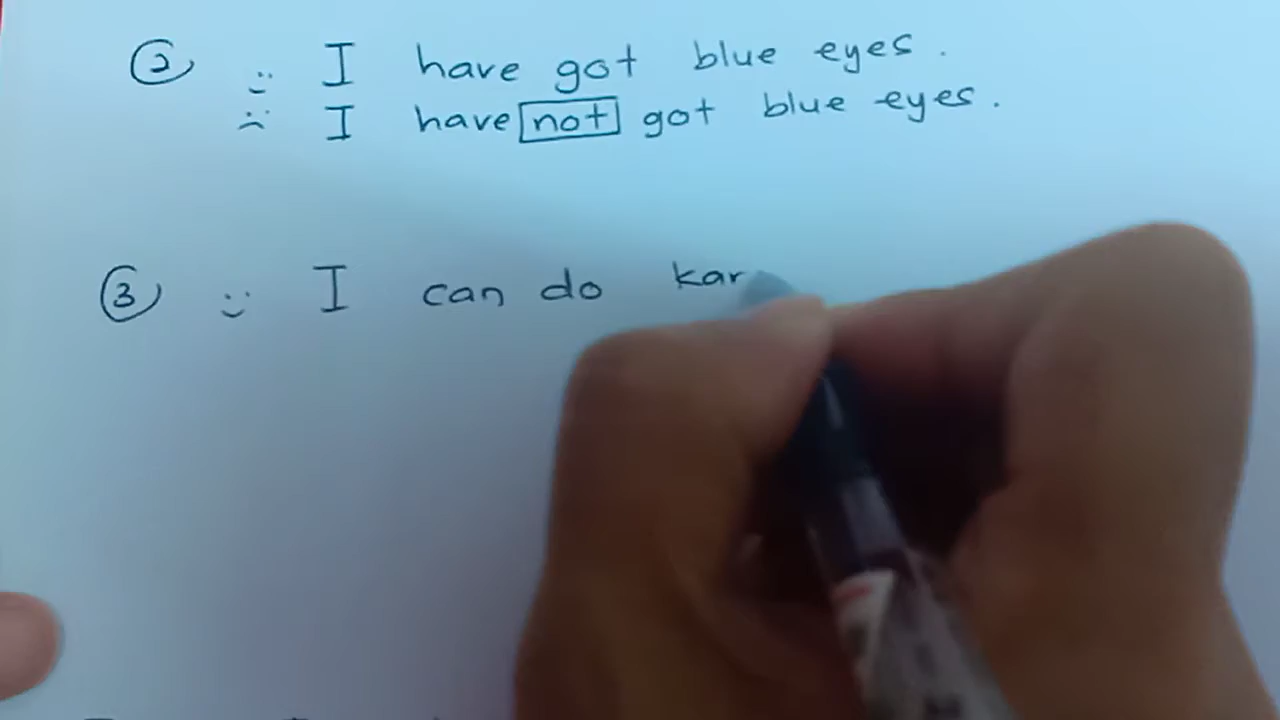 ② I have got blue eyes.
I have not got blue eyes.
③ I can do kar